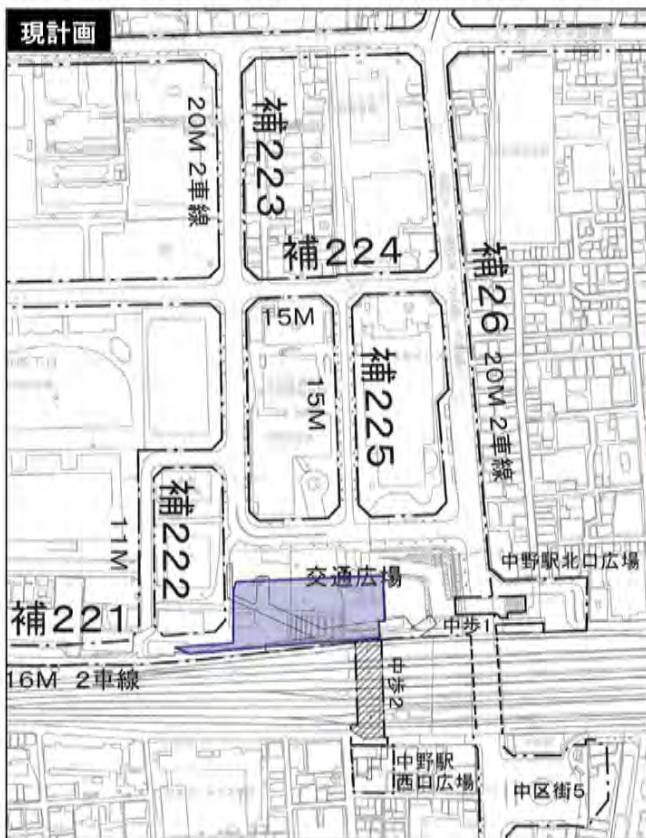 現計画
20M 2車線
補223
補224
補26
20M 2車線
15M
15M
補225
補222
11M
補221
16M 2車線
交通広場
中野駅北口広場
中歩1
中歩2
中野駅
西口広場
中区街5